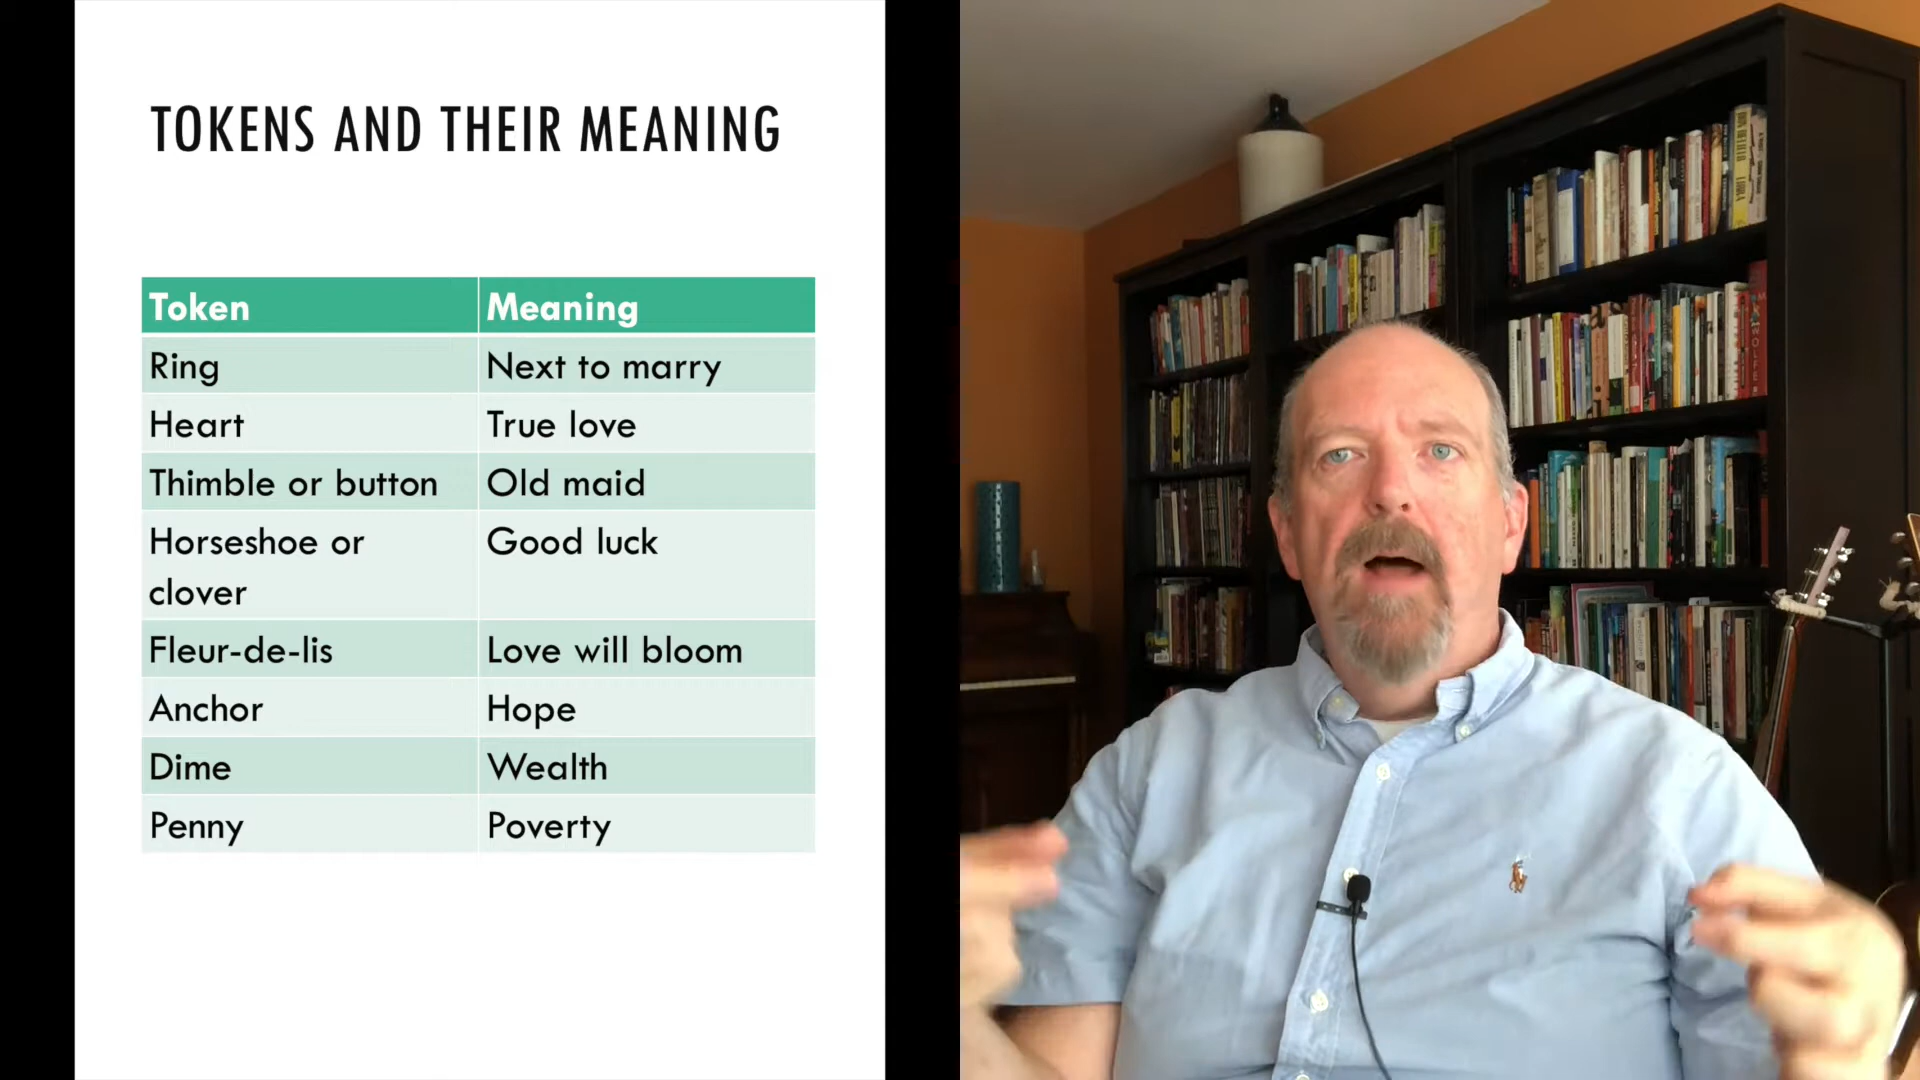 TOKENS AND THEIR MEANING
Token Meaning
Ring Next to marry
Heart True love
Thimble or button Old maid
Horseshoe or Good luck
clover
Fleur-de-lis Love will bloom
Anchor Hope
Dime Wealth
Penny Poverty